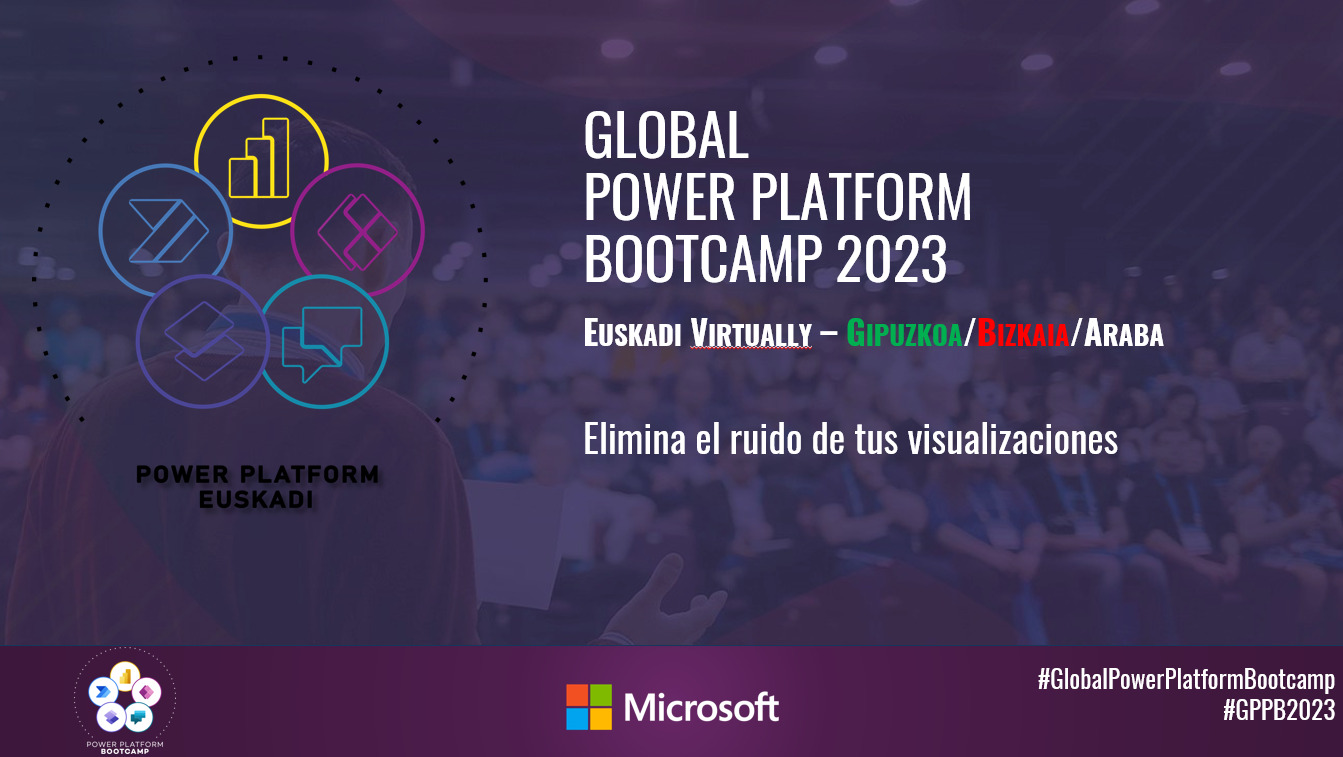 GLOBAL
POWER PLATFORM
BOOTCAMP 2023
EUSKADI VIRTUALLY – GIPUZKOA/BIZKAIA/ARABA
Elimina el ruido de tus visualizaciones
POWER PLATFORM
EUSKADI
POWER PLATFORM
BOOTCAMP
Microsoft
#GlobalPowerPlatformBootcamp
#GPPB2023